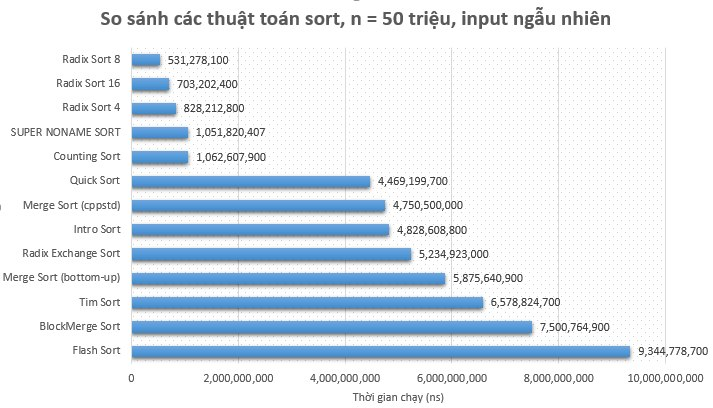 So sánh các thuật toán sort, n = 50 triệu, input ngẫu nhiên
Radix Sort 8 531,278,100
Radix Sort 16 703,202,400
Radix Sort 4 828,212,800
SUPER NONAME SORT 1,051,820,407
Counting Sort 1,062,607,900
Quick Sort 4,469,199,700
Merge Sort (cppstd) 4,750,500,000
Intro Sort 4,828,608,800
Radix Exchange Sort 5,234,923,000
Merge Sort (bottom-up) 5,875,640,900
Tim Sort 6,578,824,700
BlockMerge Sort 7,500,764,900
Flash Sort 9,344,778,700
0 2,000,000,000 4,000,000,000 6,000,000,000 8,000,000,000 10,000,000,000
Thời gian chạy (ns)